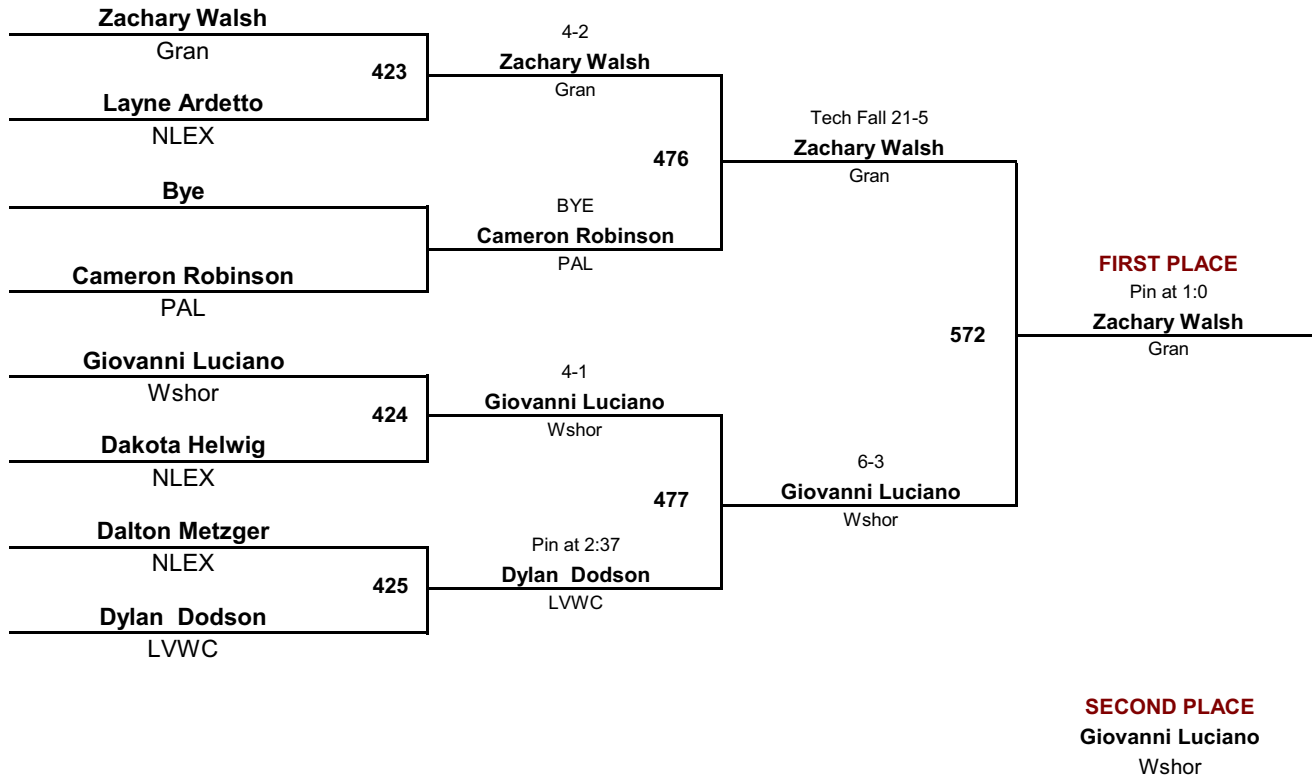 Zachary Walsh
Gran
423
Layne Ardetto
NLEX
Bye
Cameron Robinson
PAL
Giovanni Luciano
Wshor
424
Dakota Helwig
NLEX
Dalton Metzger
NLEX
425
Dylan  Dodson
LVWC
4-2
Zachary Walsh
Gran
476
BYE
Cameron Robinson
PAL
4-1
Giovanni Luciano
Wshor
477
Pin at 2:37
Dylan  Dodson
LVWC
Tech Fall 21-5
Zachary Walsh
Gran
572
6-3
Giovanni Luciano
Wshor
FIRST PLACE
Pin at 1:0
Zachary Walsh
Gran
SECOND PLACE
Giovanni Luciano
Wshor